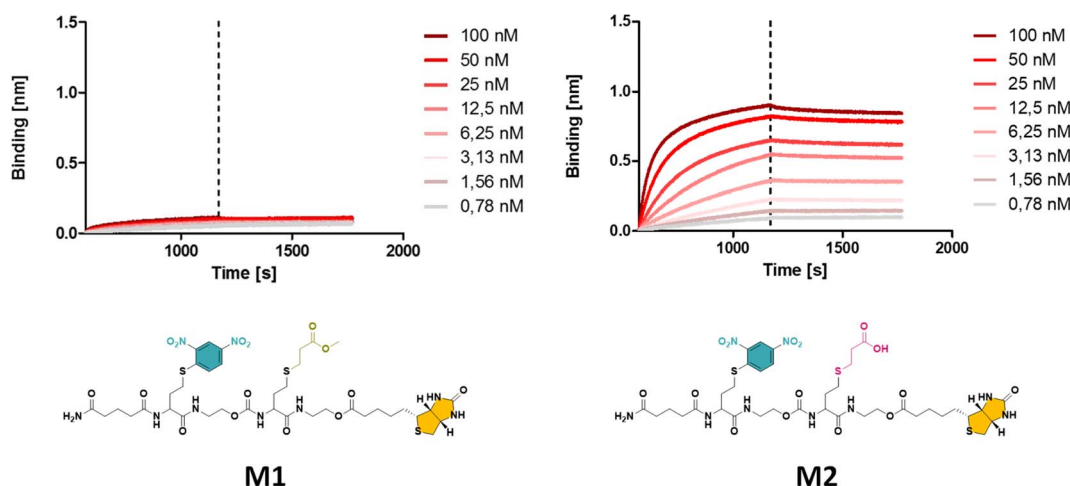 1.5
1.0
0.5
0.0
Binding [nm]
1000
1500
2000
Time [s]
100 nM
50 nM
25 nM
12,5 nM
6,25 nM
3,13 nM
1,56 nM
0,78 nM
1.5
1.0
0.5
0.0
Binding [nm]
1000
1500
2000
Time [s]
100 nM
50 nM
25 nM
12,5 nM
6,25 nM
3,13 nM
1,56 nM
0,78 nM
O₂N NO₂ O O
S S
H₂N O O N H O H N O O N H O H N O O S H H HN NH O
M1
O₂N NO₂ O OH
S S
H₂N O O N H O H N O O N H O H N O O S H H HN NH O
M2